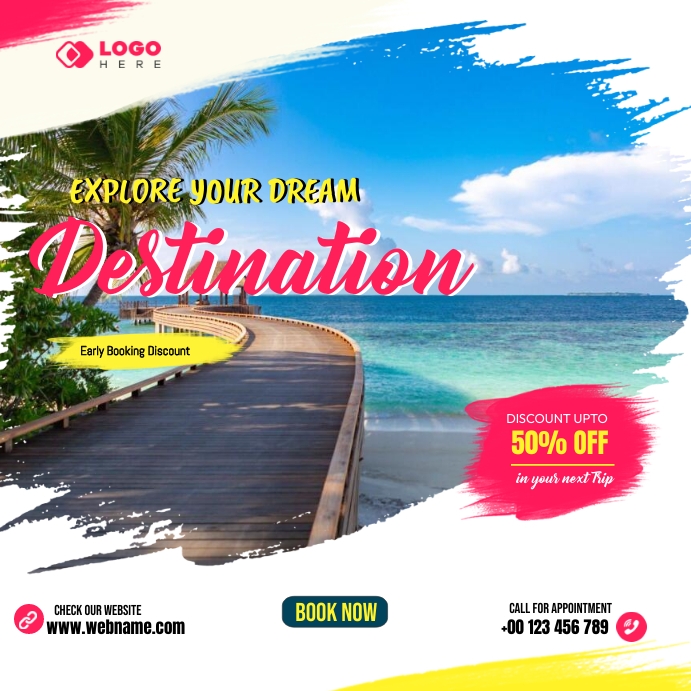 LOGO
HERE
EXPLORE YOUR DREAM
Destination
Early Booking Discount
DISCOUNT UPTO
50% OFF
in your next Trip
CHECK OUR WEBSITE
www.webname.com
BOOK NOW
CALL FOR APPOINTMENT
+00 123 456 789